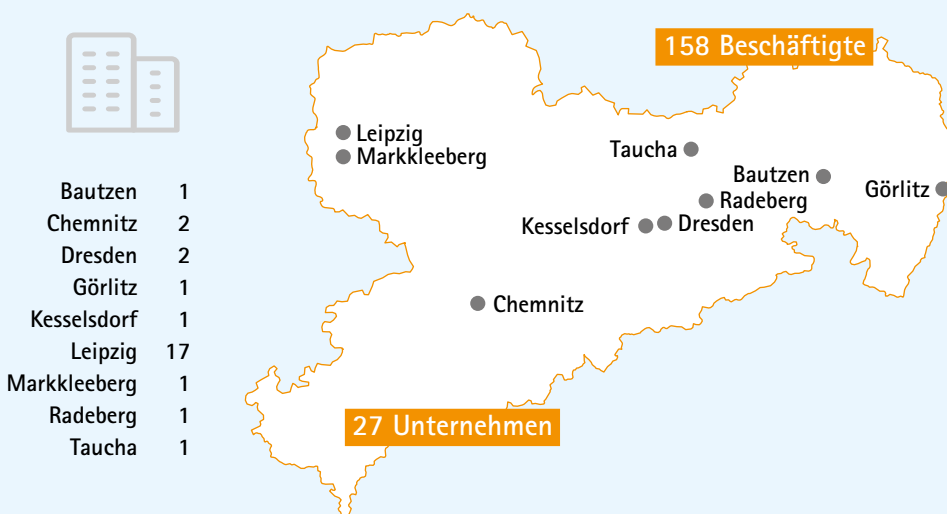 158 Beschäftigte
Leipzig
Markkleeberg
Taucha
Bautzen
Görlitz
Radeberg
Kesselsdorf
Dresden
Chemnitz
27 Unternehmen
Bautzen 1
Chemnitz 2
Dresden 2
Görlitz 1
Kesselsdorf 1
Leipzig 17
Markkleeberg 1
Radeberg 1
Taucha 1